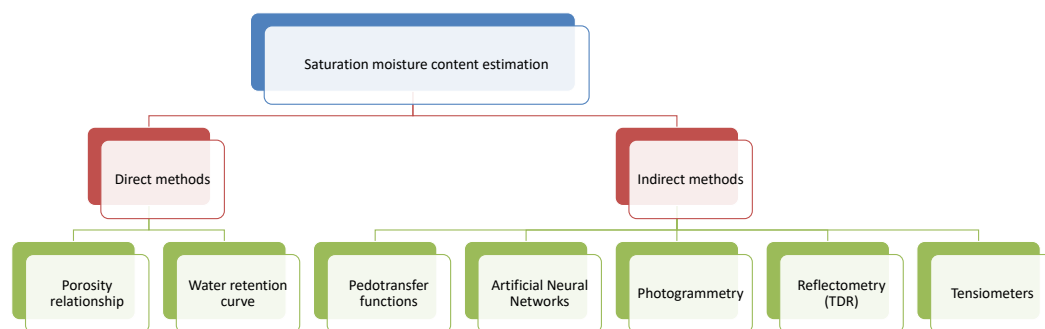 Saturation moisture content estimation
Direct methods
Indirect methods
Porosity
relationship
Water retention
curve
Pedotransfer
functions
Artificial Neural
Networks
Photogrammetry
Reflectometry
(TDR)
Tensiometers